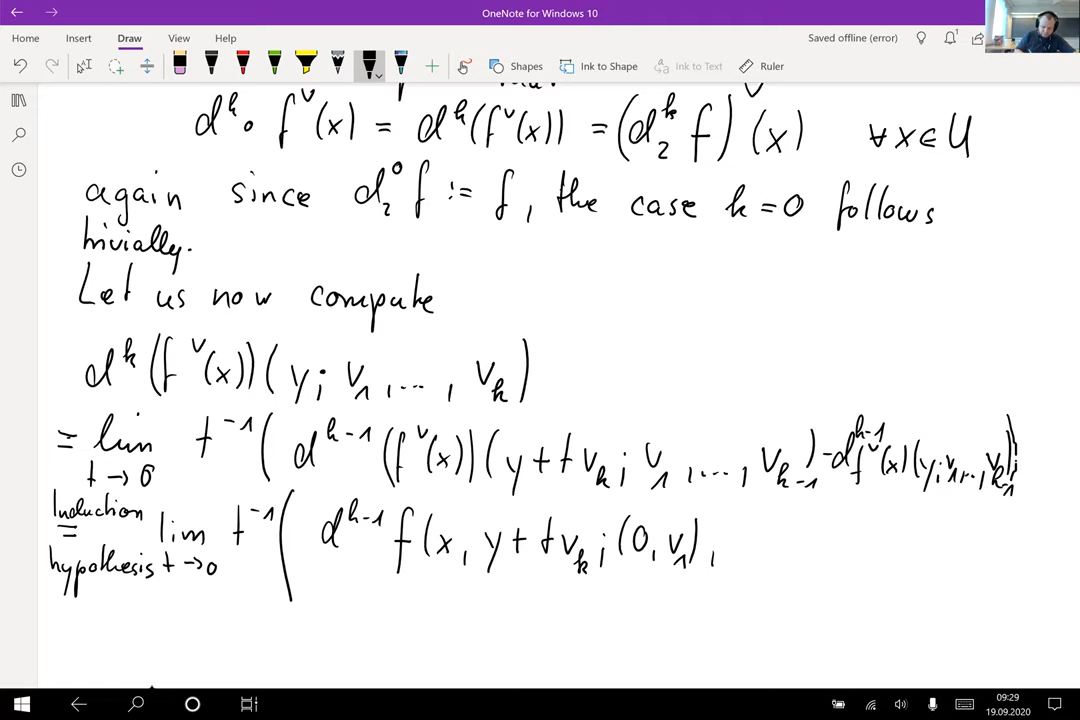 OneNote for Windows 10
Home Insert Draw View Help Saved offline (error)
Shapes Ink to Shape Ink to Text Ruler
d^k ∘ f^∨(x) = d^k(f^∨(x)) = (d_2^k f)^∨(x) ∀ x ∈ U
again since d_2^0 f := f, the case k=0 follows
trivially.
Let us now compute
d^k(f^∨(x))(y; v_1, ..., v_k)
= lim_{t→0} t^{-1}(d^{k-1}(f^∨(x))(y+tv_k; v_1, ..., v_{k-1}) - d^{k-1}f^∨(x)(y; v_1, .., v_{k-1}))
Induction hypothesis = lim_{t→0} t^{-1}( d^{k-1} f(x, y+tv_k; (0, v_1),
09:29
19.09.2020